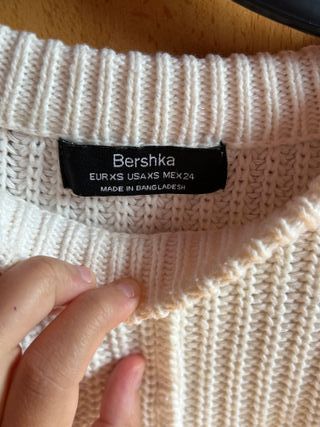 Bershka
EUR XS USA XS MEX 24
MADE IN BANGLADESH